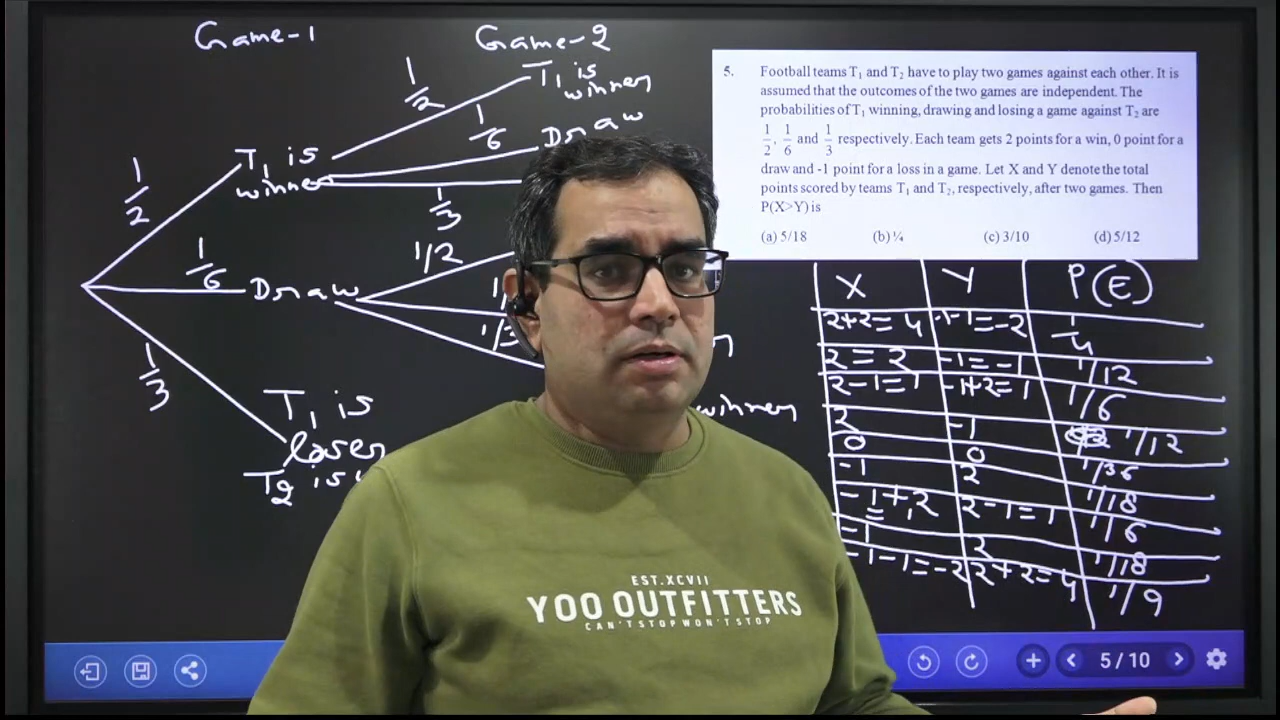 Game-1
Game-2
1/2
T1 is winner
1/6
Draw
1/3
T1 is loser
T2 is
1/2
T1 is winner
1/6
Draw
1/3
1/2
winner
5. Football teams T1 and T2 have to play two games against each other. It is
assumed that the outcomes of the two games are independent. The
probabilities of T1 winning, drawing and losing a game against T2 are
1/2, 1/6 and 1/3 respectively. Each team gets 2 points for a win, 0 point for a
draw and -1 point for a loss in a game. Let X and Y denote the total
points scored by teams T1 and T2, respectively, after two games. Then
P(X>Y) is
(a) 5/18 (b) ¼ (c) 3/10 (d) 5/12
X Y P(E)
2+2=4 -1-1=-2 1/4
2=2 -1=-1 1/12
2-1=1 -1+2=1 1/6
2 -1 1/12
0 0 1/36
-1 2 1/18
-1+2 2-1=1 1/6
-1 2 1/18
-1-1=-2 2+2=4 1/9
EST.XCVII
YOO OUTFITTERS
CAN'T STOP WON'T STOP
5/10